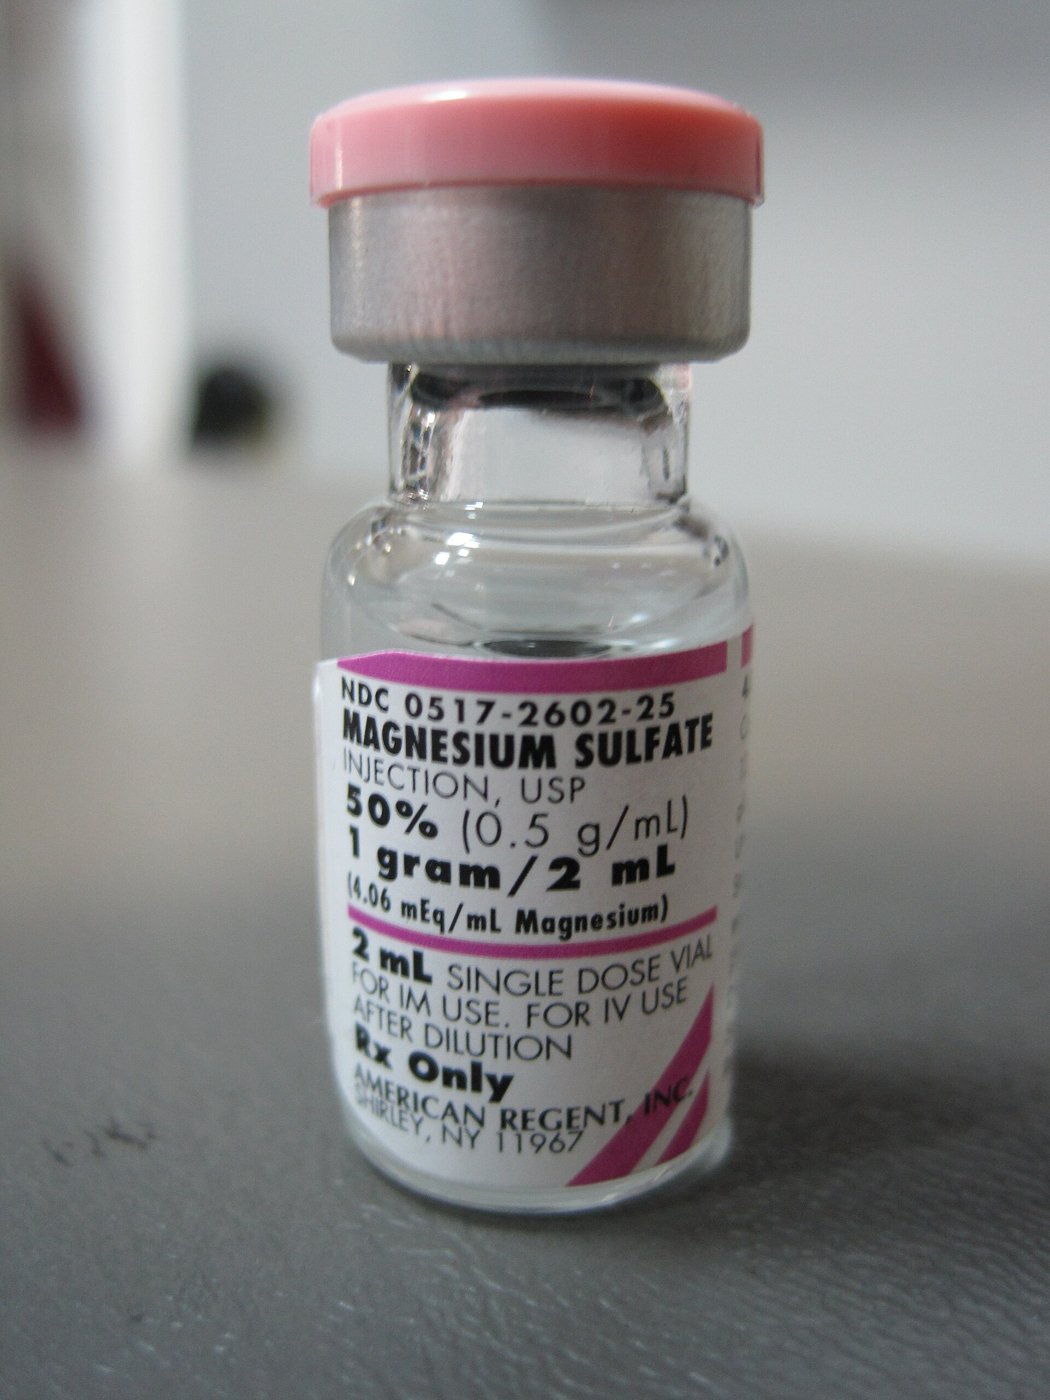 NDC 0517-2602-25
MAGNESIUM SULFATE
INJECTION, USP
50% (0.5 g/mL)
1 gram/2 mL
(4.06 mEq/mL Magnesium)
2 mL SINGLE DOSE VIAL
FOR IM USE. FOR IV USE
AFTER DILUTION
Rx Only
AMERICAN REGENT, INC.
SHIRLEY, NY 11967